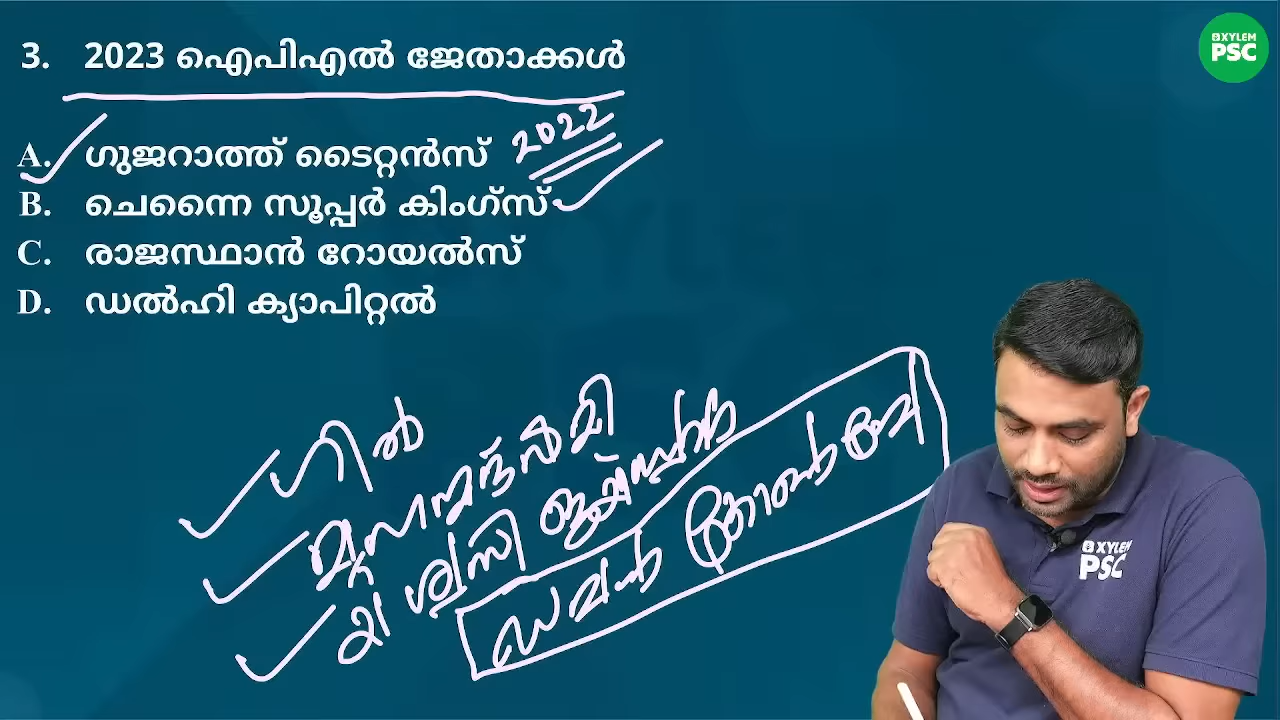 XYLEM
PSC
3. 2023 ഐപിഎൽ ജേതാക്കൾ
A. ഗുജറാത്ത് ടൈറ്റൻസ് 2022
B. ചെന്നൈ സൂപ്പർ കിംഗ്സ്
C. രാജസ്ഥാൻ റോയൽസ്
D. ഡൽഹി ക്യാപിറ്റൽ
ഗിൽ
XYLEM
PSC